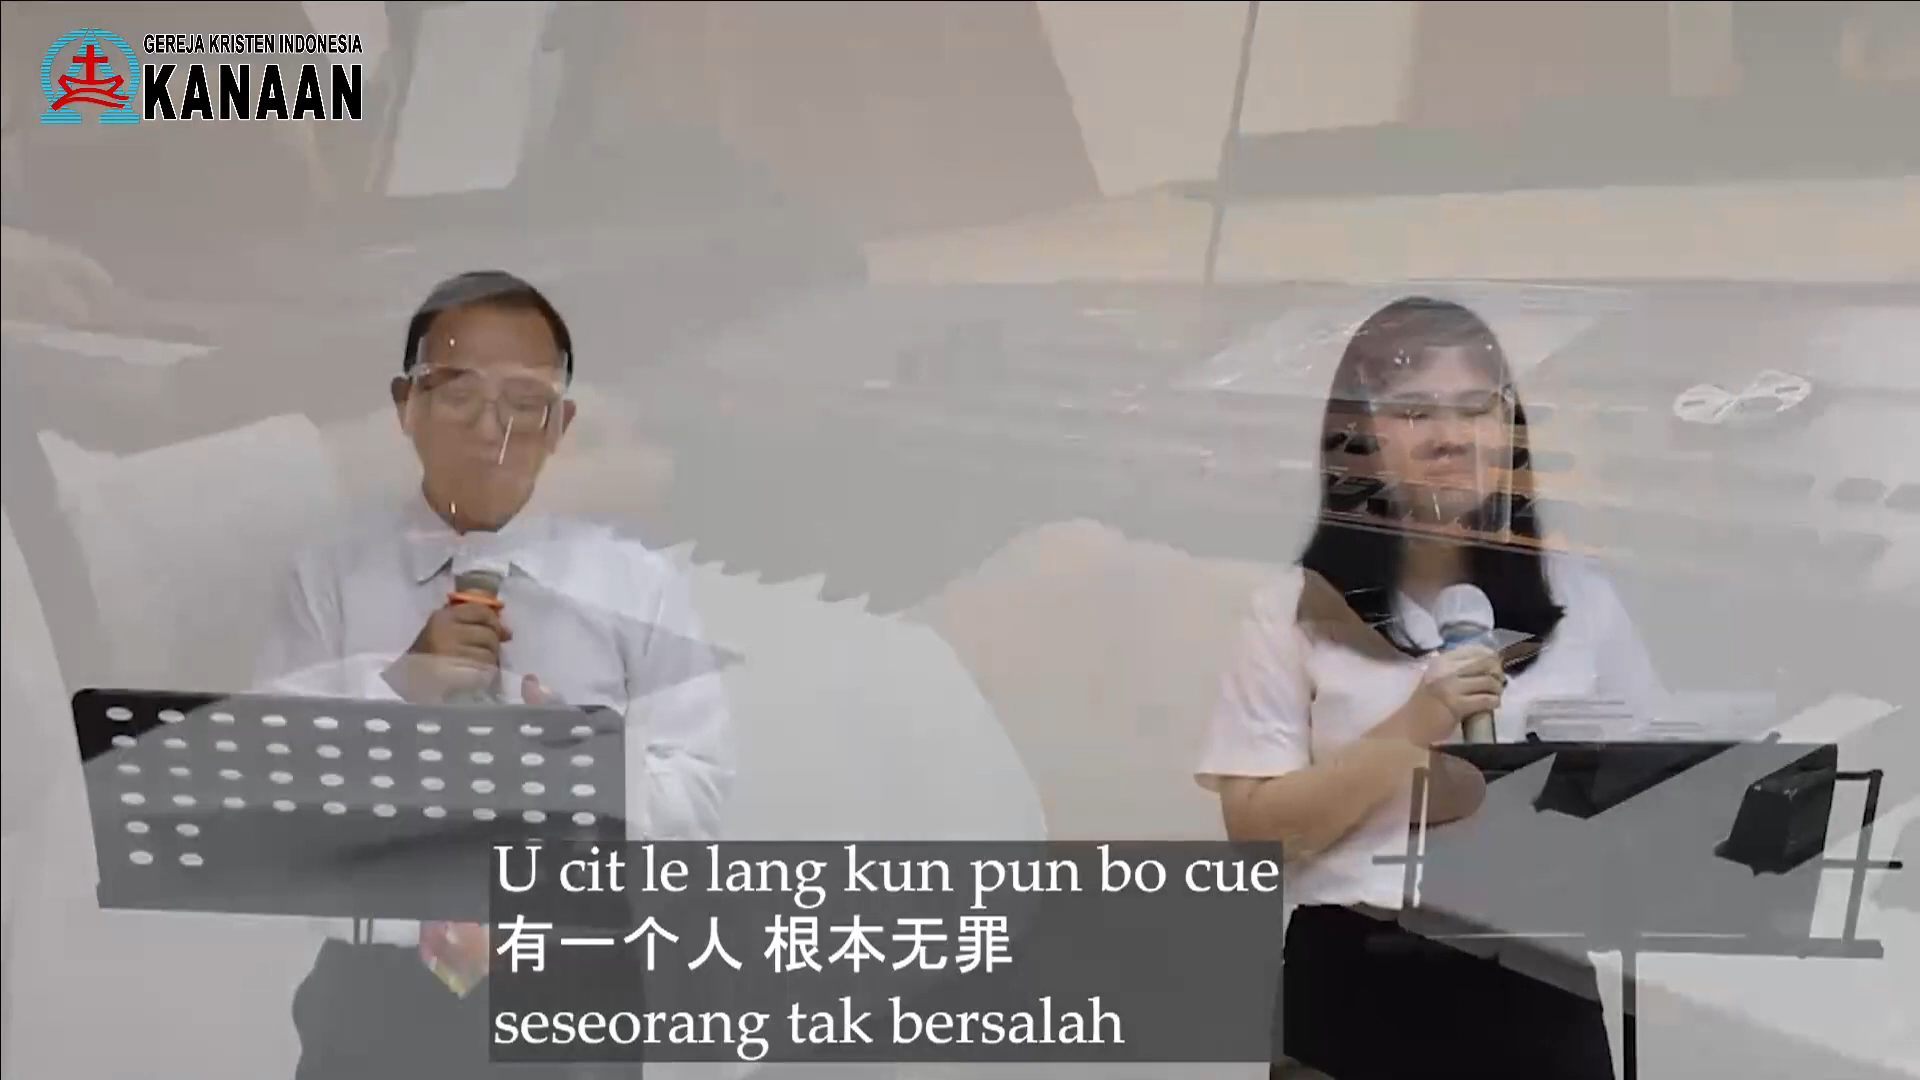 GEREJA KRISTEN INDONESIA
KANAAN
U cit le lang kun pun bo cue
有一个人 根本无罪
seseorang tak bersalah